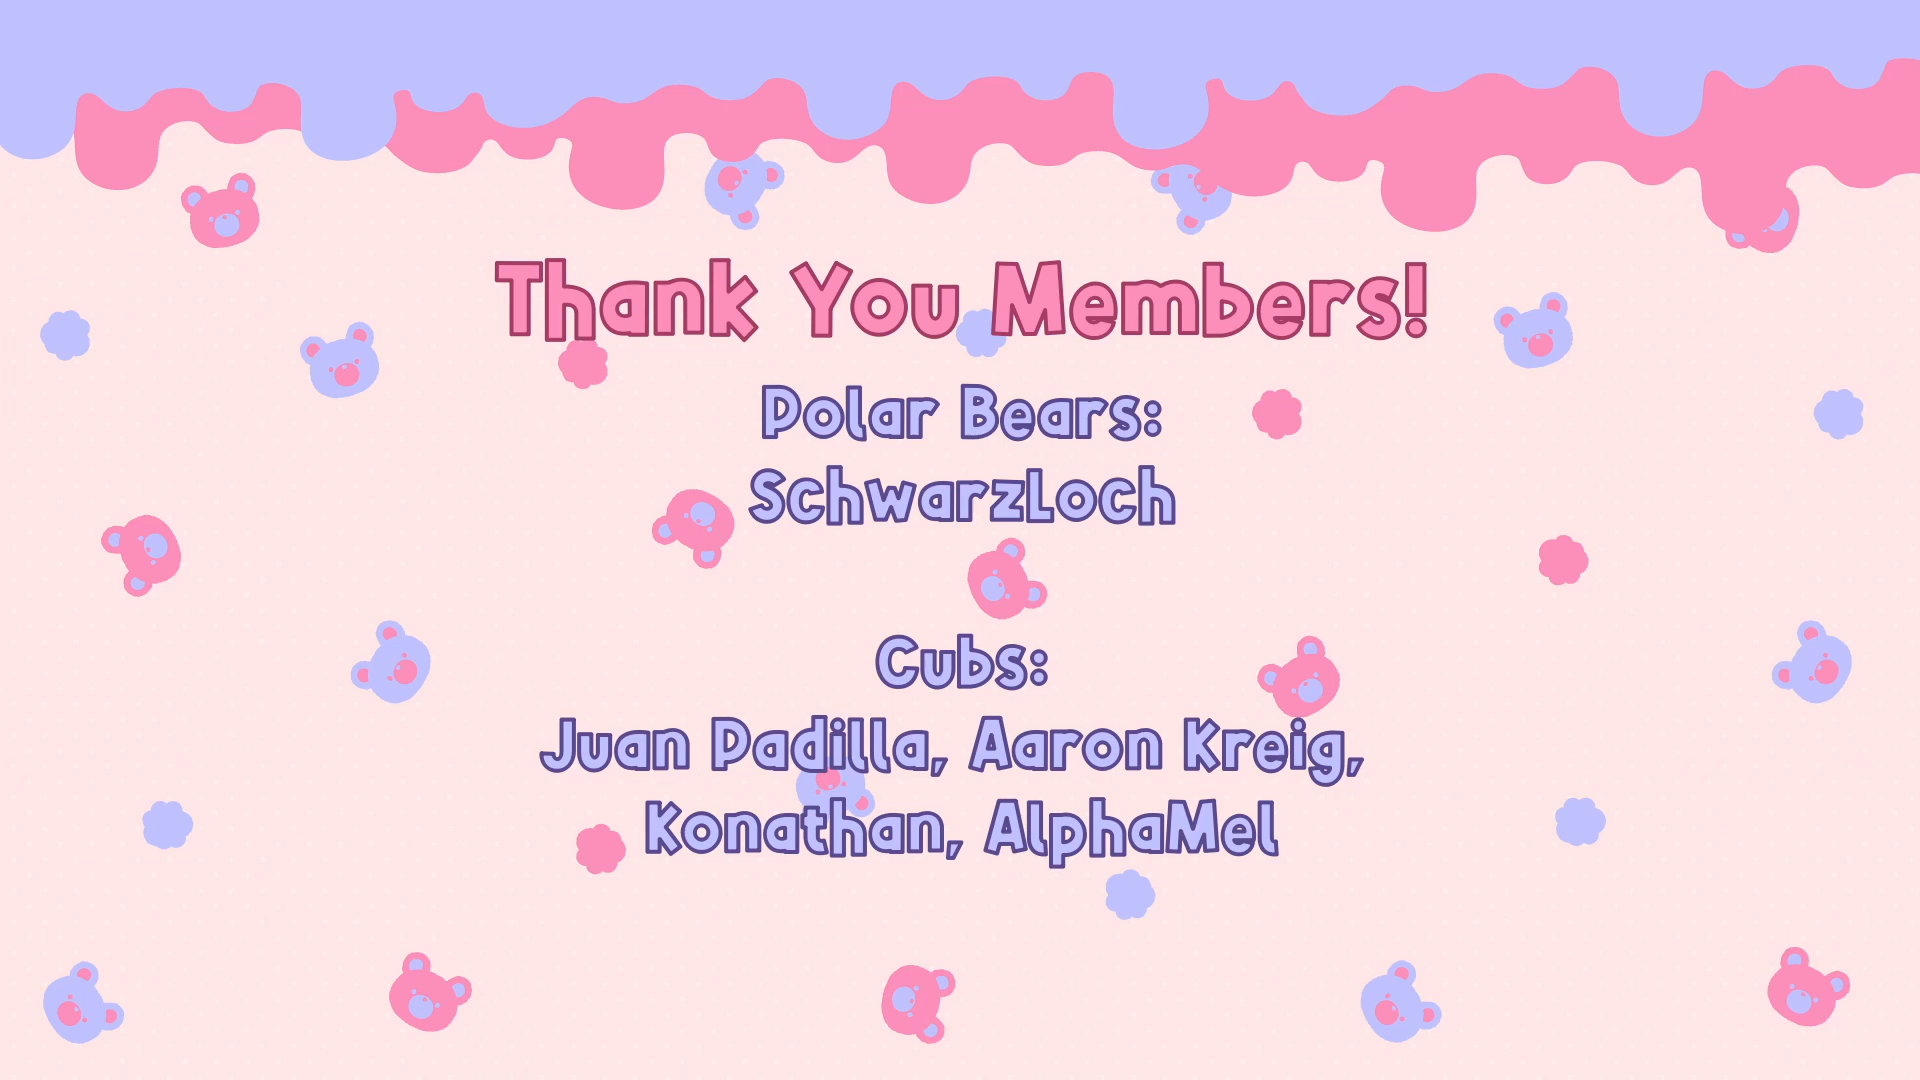 Thank You Members!
Polar Bears:
SchwarzLoch
Cubs:
Juan Padilla, Aaron Kreig,
Konathan, AlphaMel